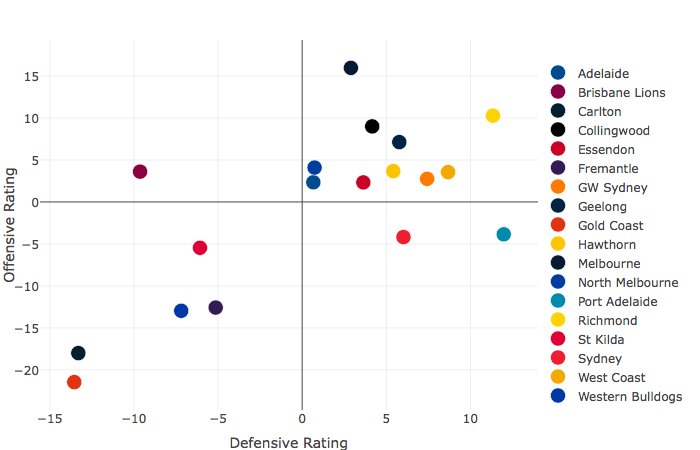 15
10
5
0
−5
−10
−15
−20
Offensive Rating
−15
−10
−5
0
5
10
Defensive Rating
Adelaide
Brisbane Lions
Carlton
Collingwood
Essendon
Fremantle
GW Sydney
Geelong
Gold Coast
Hawthorn
Melbourne
North Melbourne
Port Adelaide
Richmond
St Kilda
Sydney
West Coast
Western Bulldogs